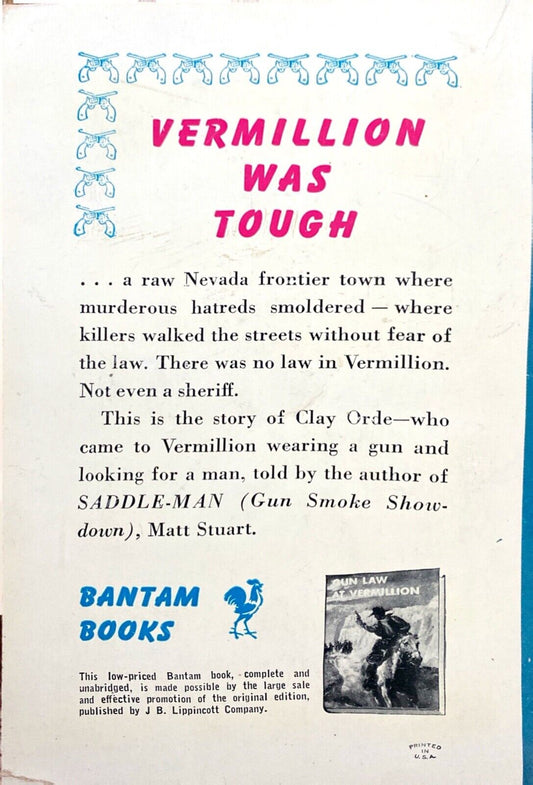 VERMILLION
WAS
TOUGH
. . . a raw Nevada frontier town where
murderous hatreds smoldered — where
killers walked the streets without fear of
the law. There was no law in Vermillion.
Not even a sheriff.
This is the story of Clay Orde—who
came to Vermillion wearing a gun and
looking for a man, told by the author of
SADDLE-MAN (Gun Smoke Show-
down), Matt Stuart.
BANTAM
BOOKS
GUN LAW
AT VERMILLION
This low-priced Bantam book, complete and
unabridged, is made possible by the large sale
and effective promotion of the original edition,
published by J B. Lippincott Company.
PRINTED
IN
U.S.A